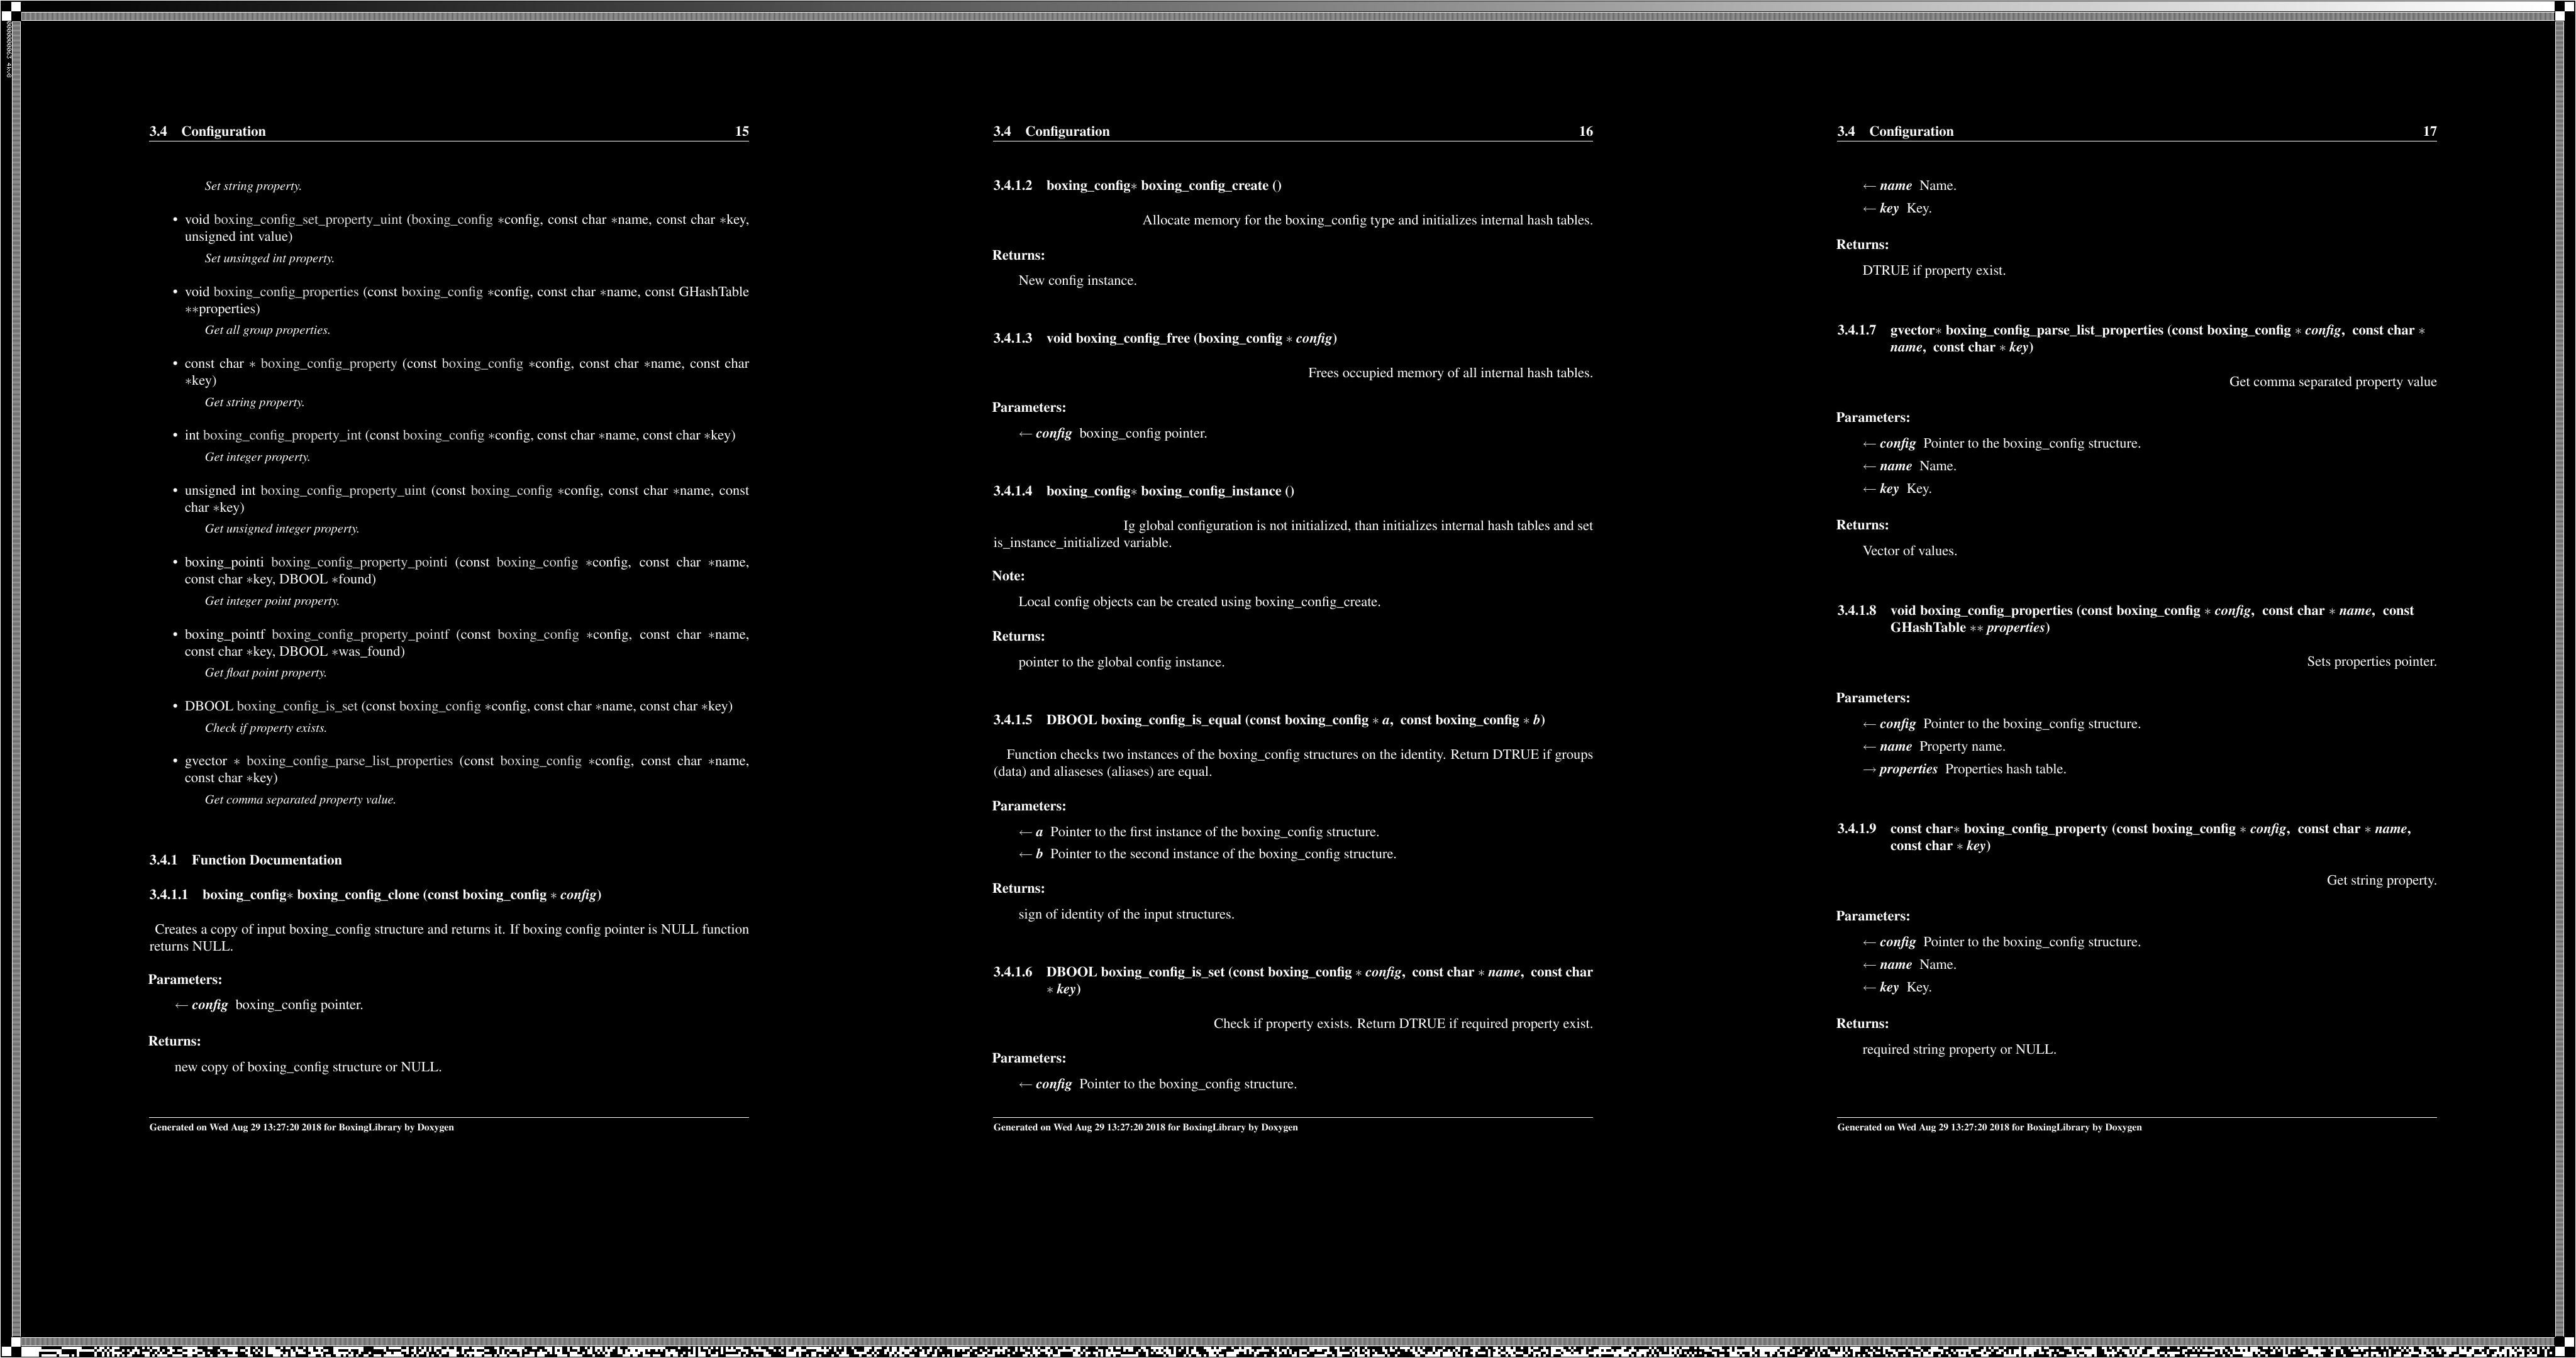 3.4 Configuration 15
Set string property.
• void boxing_config_set_property_uint (boxing_config ∗config, const char ∗name, const char ∗key,
unsigned int value)
Set unsinged int property.
• void boxing_config_properties (const boxing_config ∗config, const char ∗name, const GHashTable
∗∗properties)
Get all group properties.
• const char ∗ boxing_config_property (const boxing_config ∗config, const char ∗name, const char
∗key)
Get string property.
• int boxing_config_property_int (const boxing_config ∗config, const char ∗name, const char ∗key)
Get integer property.
• unsigned int boxing_config_property_uint (const boxing_config ∗config, const char ∗name, const
char ∗key)
Get unsigned integer property.
• boxing_pointi boxing_config_property_pointi (const boxing_config ∗config, const char ∗name,
const char ∗key, DBOOL ∗found)
Get integer point property.
• boxing_pointf boxing_config_property_pointf (const boxing_config ∗config, const char ∗name,
const char ∗key, DBOOL ∗was_found)
Get float point property.
• DBOOL boxing_config_is_set (const boxing_config ∗config, const char ∗name, const char ∗key)
Check if property exists.
• gvector ∗ boxing_config_parse_list_properties (const boxing_config ∗config, const char ∗name,
const char ∗key)
Get comma separated property value.
3.4.1 Function Documentation
3.4.1.1 boxing_config∗ boxing_config_clone (const boxing_config ∗ config)
Creates a copy of input boxing_config structure and returns it. If boxing config pointer is NULL function
returns NULL.
Parameters:
← config boxing_config pointer.
Returns:
new copy of boxing_config structure or NULL.
Generated on Wed Aug 29 13:27:20 2018 for BoxingLibrary by Doxygen
3.4 Configuration 16
3.4.1.2 boxing_config∗ boxing_config_create ()
Allocate memory for the boxing_config type and initializes internal hash tables.
Returns:
New config instance.
3.4.1.3 void boxing_config_free (boxing_config ∗ config)
Frees occupied memory of all internal hash tables.
Parameters:
← config boxing_config pointer.
3.4.1.4 boxing_config∗ boxing_config_instance ()
Ig global configuration is not initialized, than initializes internal hash tables and set
is_instance_initialized variable.
Note:
Local config objects can be created using boxing_config_create.
Returns:
pointer to the global config instance.
3.4.1.5 DBOOL boxing_config_is_equal (const boxing_config ∗ a, const boxing_config ∗ b)
Function checks two instances of the boxing_config structures on the identity. Return DTRUE if groups
(data) and aliaseses (aliases) are equal.
Parameters:
← a Pointer to the first instance of the boxing_config structure.
← b Pointer to the second instance of the boxing_config structure.
Returns:
sign of identity of the input structures.
3.4.1.6 DBOOL boxing_config_is_set (const boxing_config ∗ config, const char ∗ name, const char
∗ key)
Check if property exists. Return DTRUE if required property exist.
Parameters:
← config Pointer to the boxing_config structure.
Generated on Wed Aug 29 13:27:20 2018 for BoxingLibrary by Doxygen
3.4 Configuration 17
← name Name.
← key Key.
Returns:
DTRUE if property exist.
3.4.1.7 gvector∗ boxing_config_parse_list_properties (const boxing_config ∗ config, const char ∗
name, const char ∗ key)
Get comma separated property value
Parameters:
← config Pointer to the boxing_config structure.
← name Name.
← key Key.
Returns:
Vector of values.
3.4.1.8 void boxing_config_properties (const boxing_config ∗ config, const char ∗ name, const
GHashTable ∗∗ properties)
Sets properties pointer.
Parameters:
← config Pointer to the boxing_config structure.
← name Property name.
→ properties Properties hash table.
3.4.1.9 const char∗ boxing_config_property (const boxing_config ∗ config, const char ∗ name,
const char ∗ key)
Get string property.
Parameters:
← config Pointer to the boxing_config structure.
← name Name.
← key Key.
Returns:
required string property or NULL.
Generated on Wed Aug 29 13:27:20 2018 for BoxingLibrary by Doxygen